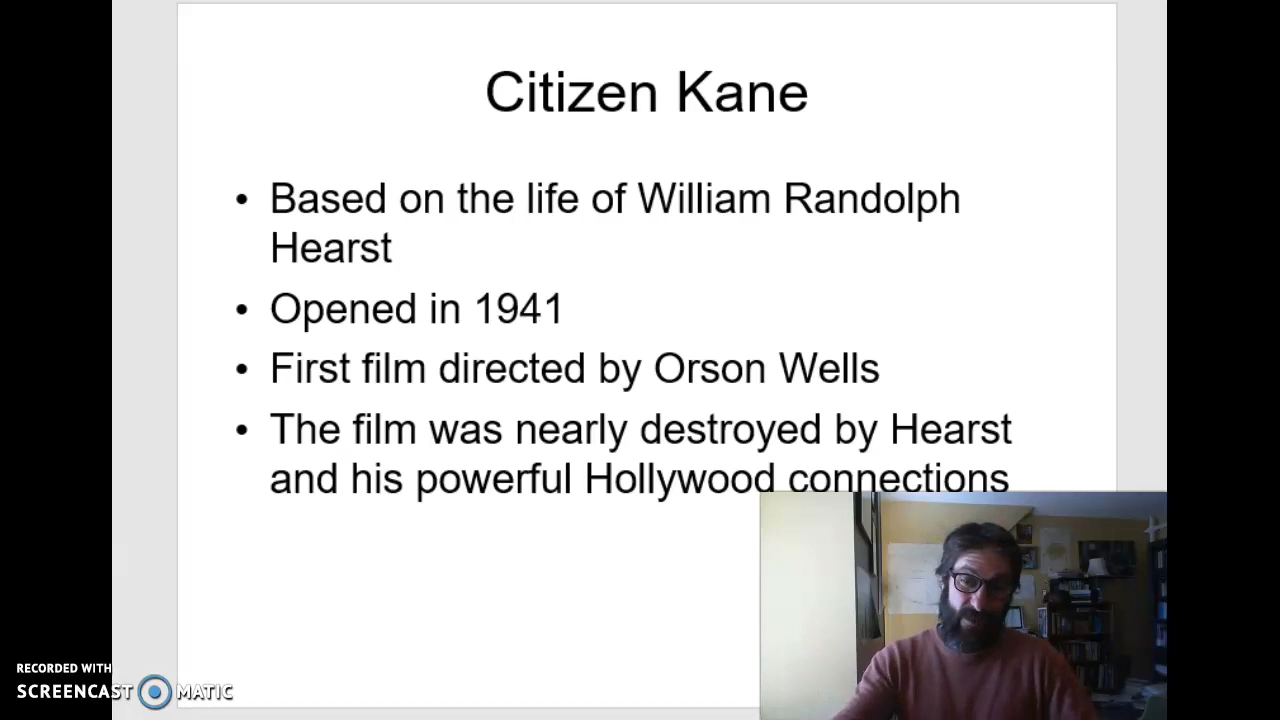 Citizen Kane
• Based on the life of William Randolph
Hearst
• Opened in 1941
• First film directed by Orson Wells
• The film was nearly destroyed by Hearst
and his powerful Hollywood connections
RECORDED WITH
SCREENCAST MATIC